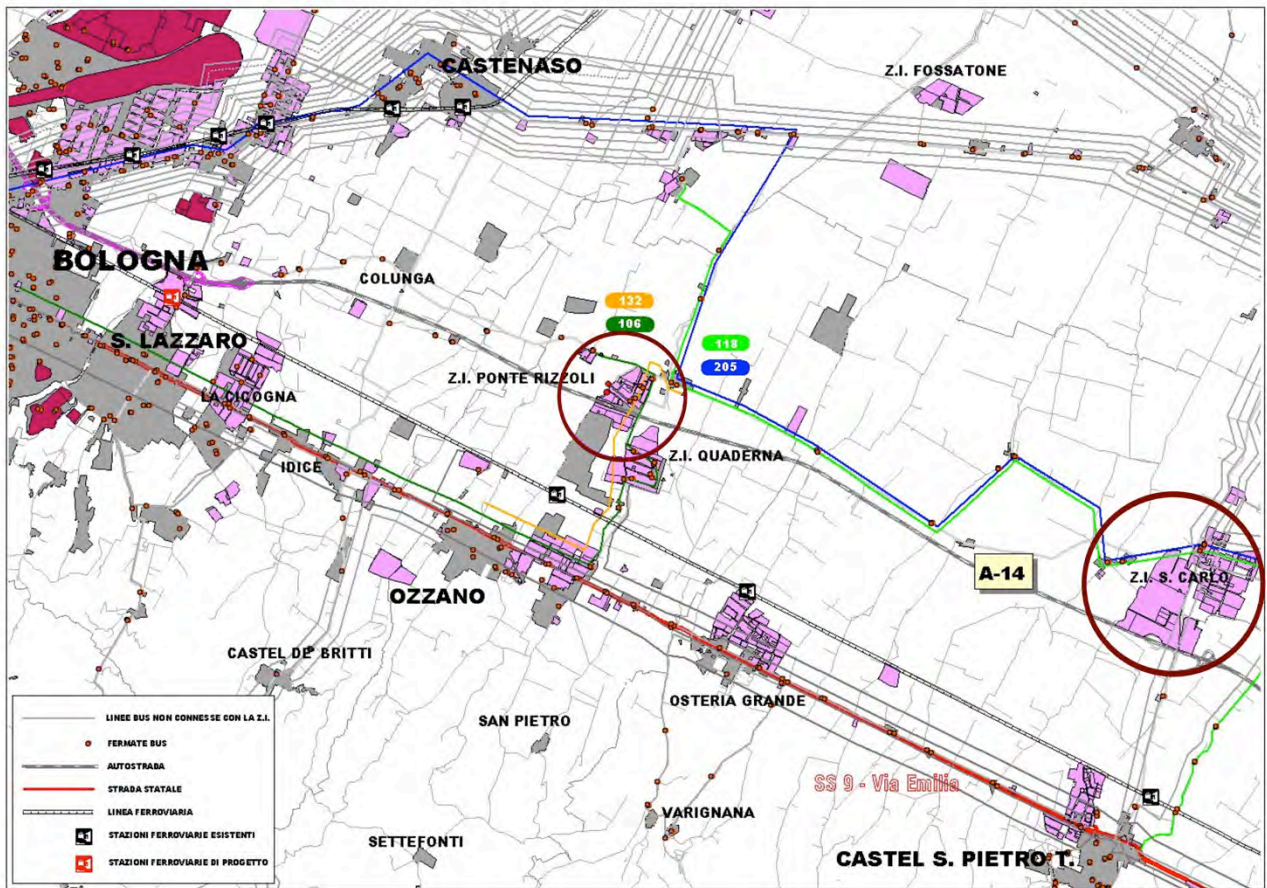 CASTENASO
Z.I. FOSSATONE
BOLOGNA
COLUNGA
132
106
S. LAZZARO
118
205
Z.I. PONTE RIZZOLI
LA CICOGNA
IDICE
Z.I. QUADERNA
A-14
Z.I. S. CARLO
OZZANO
CASTEL DE' BRITTI
OSTERIA GRANDE
SAN PIETRO
SS 9 - Via Emilia
VARIGNANA
SETTEFONTI
CASTEL S. PIETRO T.
LINEE BUS NON CONNESSE CON LA Z.I.
FERMATE BUS
AUTOSTRADA
STRADA STATALE
LINEA FERROVIARIA
STAZIONI FERROVIARIE ESISTENTI
STAZIONI FERROVIARIE DI PROGETTO